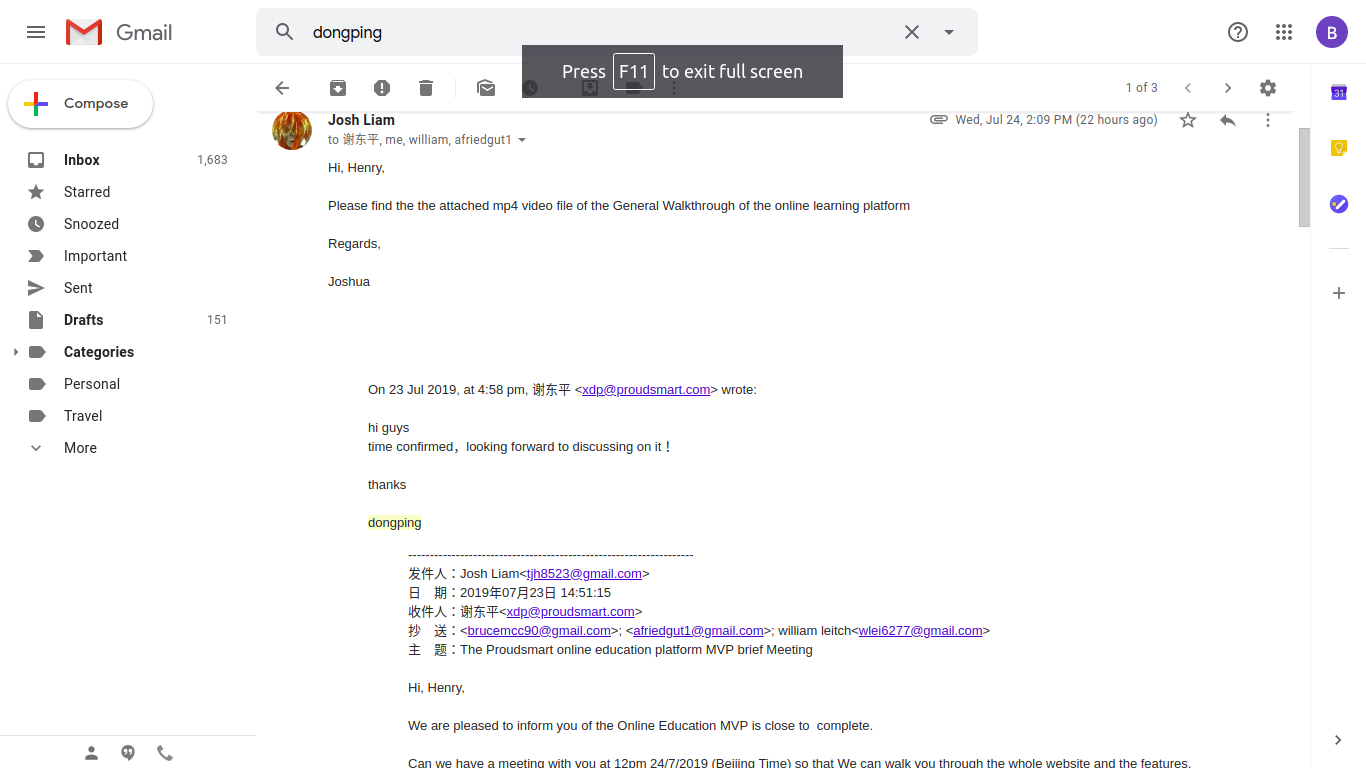 Gmail
dongping
B
Press F11 to exit full screen
Compose
1 of 3
31
Josh Liam
Wed, Jul 24, 2:09 PM (22 hours ago)
to 谢东平, me, william, afriedgut1
Inbox 1,683
Starred
Snoozed
Important
Sent
Drafts 151
Categories
Personal
Travel
More
Hi, Henry,
Please find the the attached mp4 video file of the General Walkthrough of the online learning platform
Regards,
Joshua
On 23 Jul 2019, at 4:58 pm, 谢东平 <xdp@proudsmart.com> wrote:
hi guys
time confirmed，looking forward to discussing on it！
thanks
dongping
------------------------------------------------------------------
发件人：Josh Liam<tjh8523@gmail.com>
日　期：2019年07月23日 14:51:15
收件人：谢东平<xdp@proudsmart.com>
抄　送：<brucemcc90@gmail.com>; <afriedgut1@gmail.com>; william leitch<wlei6277@gmail.com>
主　题：The Proudsmart online education platform MVP brief Meeting
Hi, Henry,
We are pleased to inform you of the Online Education MVP is close to  complete.
Can we have a meeting with you at 12pm 24/7/2019 (Beijing Time) so that We can walk you through the whole website and the features.